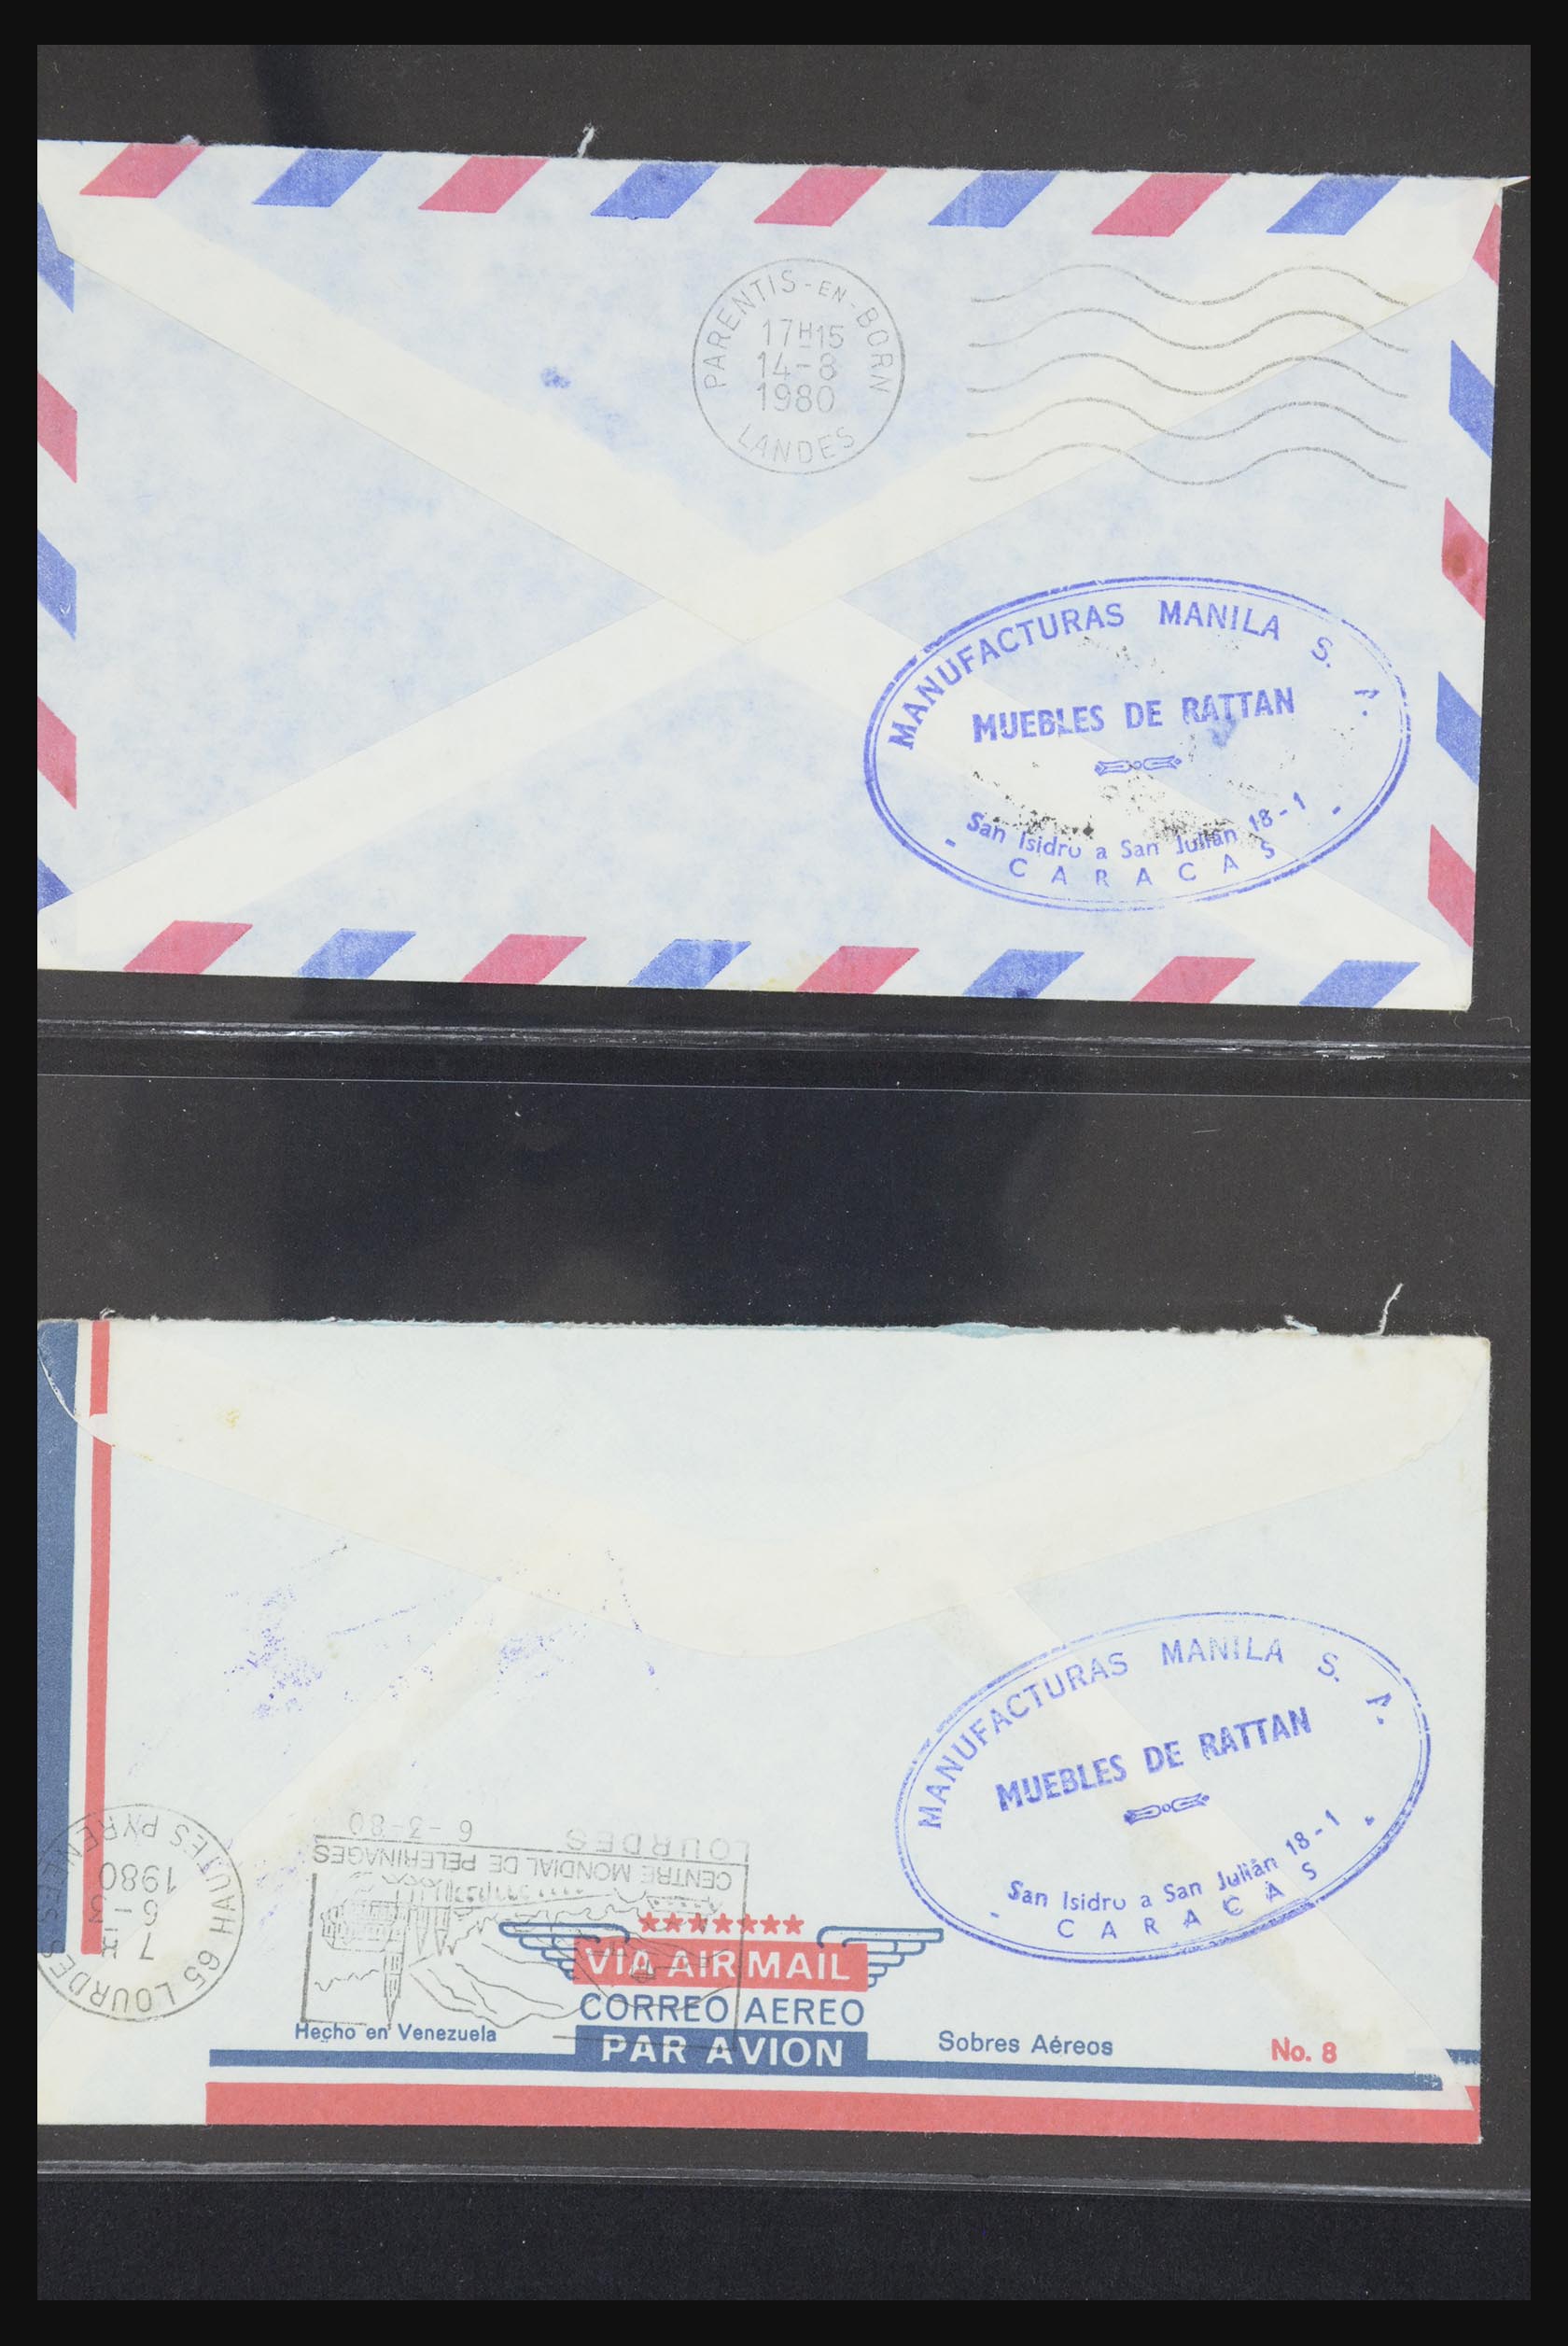 PARENTIS-EN-BORN
17H15
14-8
1980
LANDES
MANUFACTURAS MANILA S. A.
MUEBLES DE RATTAN
San Isidro a San Julián 18-1
- CARACAS -
MANUFACTURAS MANILA S. A.
MUEBLES DE RATTAN
San Isidro a San Julián 18-1
- CARACAS -
65 LOURDES
7H
6-3
1980
HAUTES PYRENEES
LOURDES 6-3-80
CENTRE MONDIAL DE PELERINAGES
VIA AIR MAIL
CORREO AEREO
PAR AVION
Hecho en Venezuela
Sobres Aéreos
No. 8